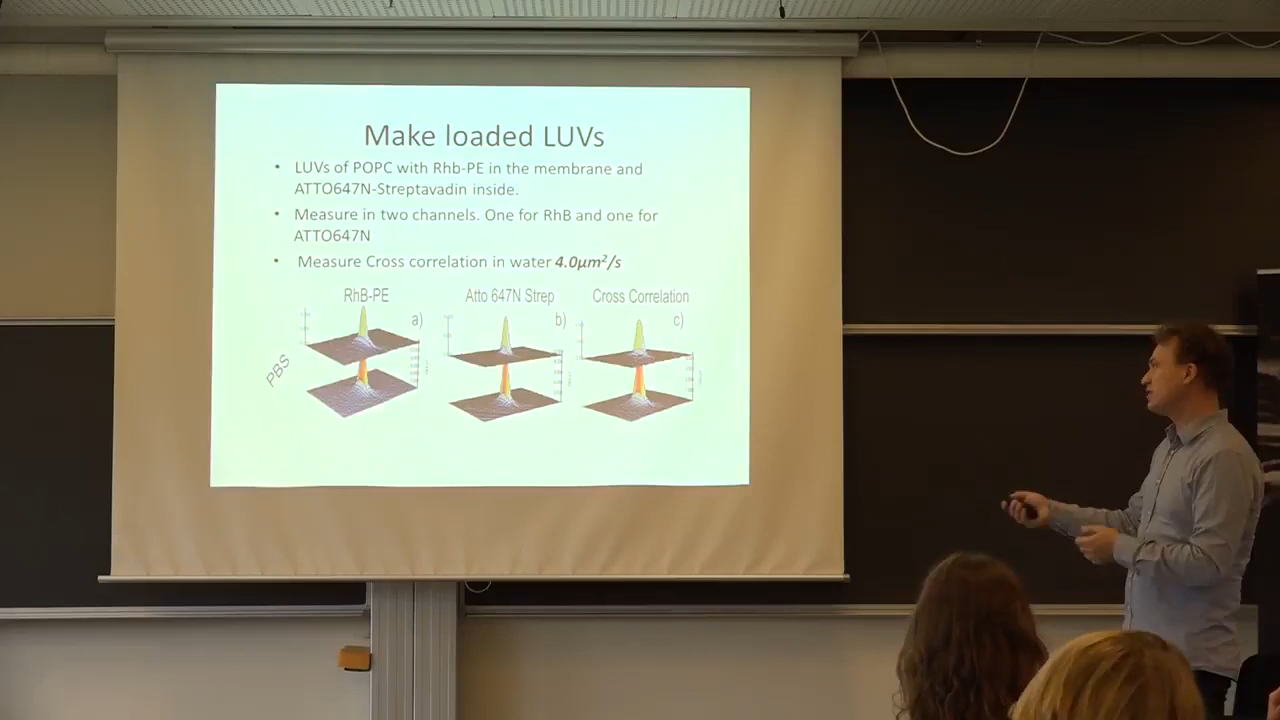 Make loaded LUVs
• LUVs of POPC with Rhb-PE in the membrane and
ATTO647N-Streptavadin inside.
• Measure in two channels. One for RhB and one for
ATTO647N
• Measure Cross correlation in water 4.0µm²/s
RhB-PE
Atto 647N Strep
Cross Correlation
a)
b)
c)
PBS